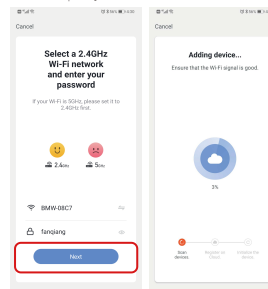 Cancel
Select a 2.4GHz
Wi-Fi network
and enter your
password
If your Wi-Fi is 5GHz, please set it to
2.4GHz first.
2.4GHz
5GHz
BMW-08C7
fanqiang
Next
Cancel
Adding device...
Ensure that the Wi-Fi signal is good.
3%
Scan
devices
Register on
Cloud
Initialize the
device